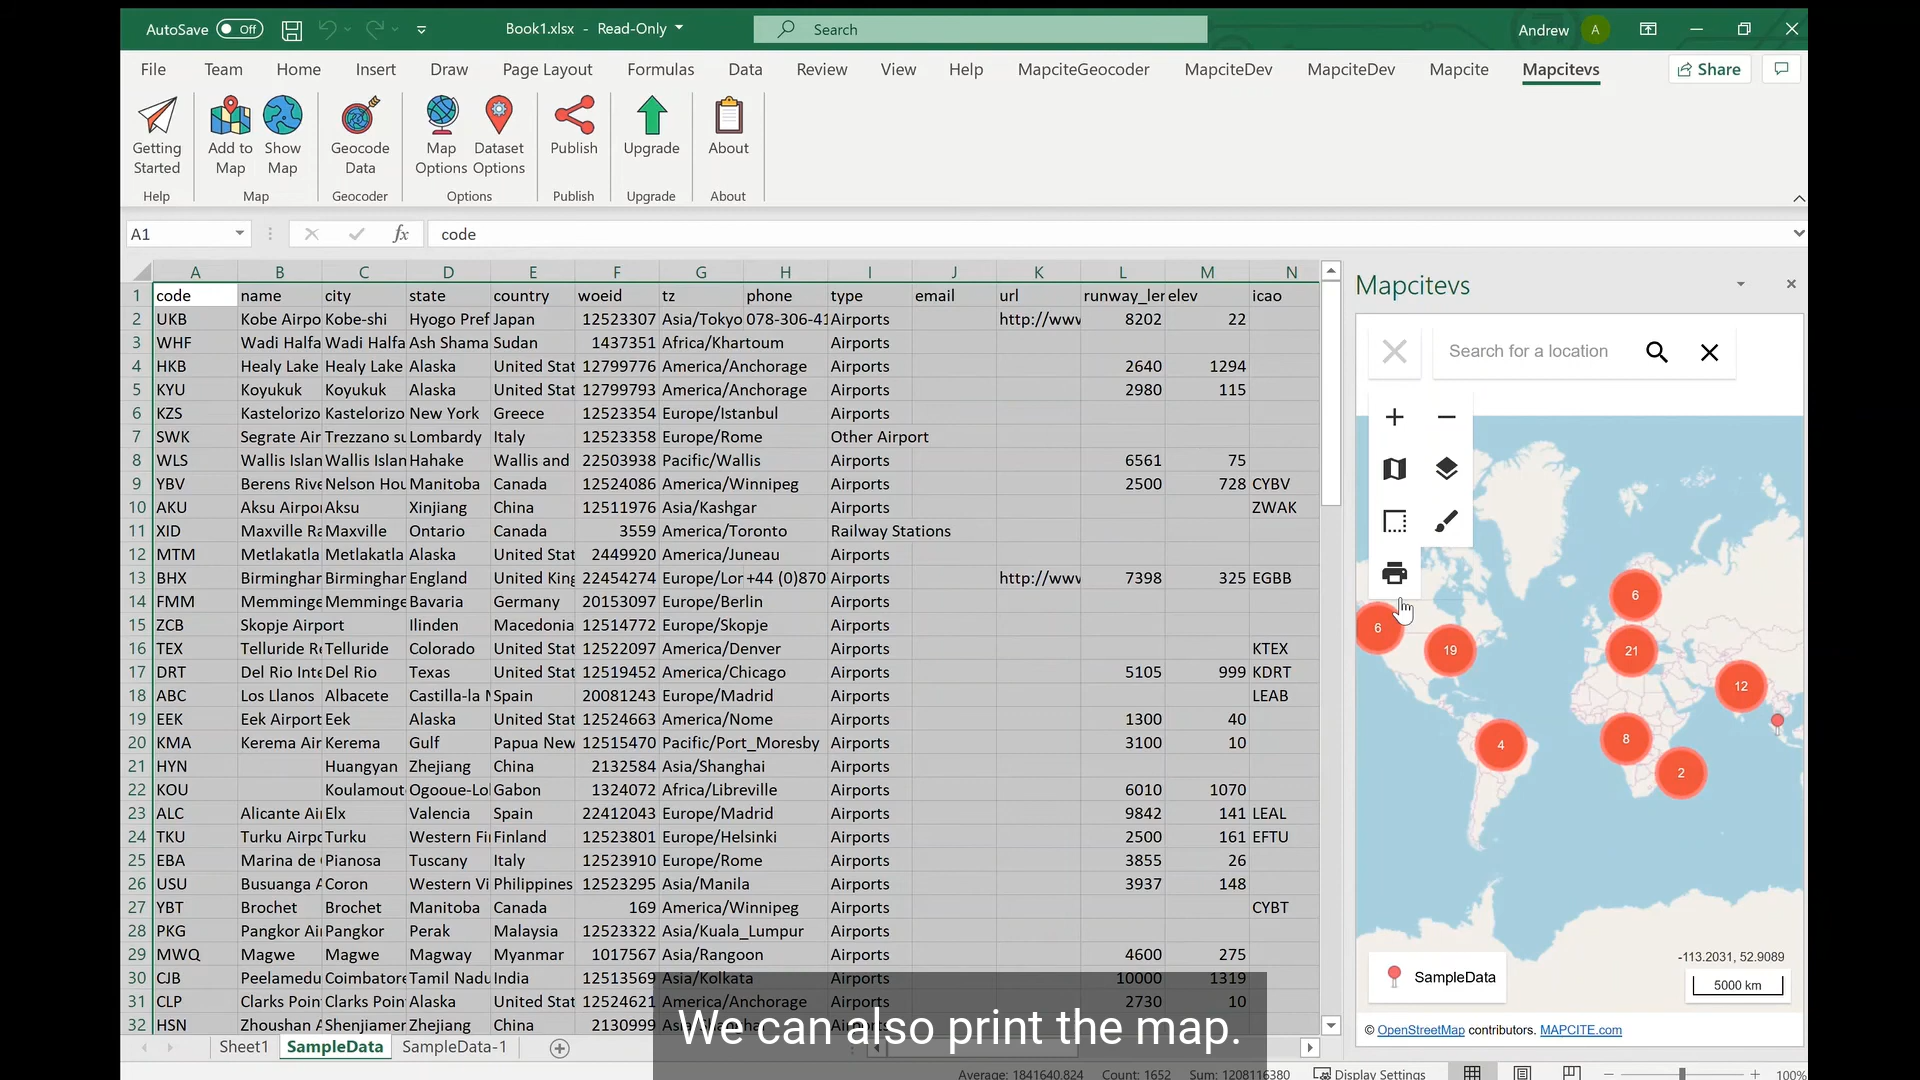 AutoSave Off Book1.xlsx - Read-Only Search Andrew A
File Team Home Insert Draw Page Layout Formulas Data Review View Help MapciteGeocoder MapciteDev MapciteDev Mapcite Mapcitevs Share
Getting Started Add to Map Show Map Geocode Data Map Options Dataset Options Publish Upgrade About
Help Map Geocoder Options Publish Upgrade About
A1 fx code
A B C D E F G H I J K L M N
1 code name city state country woeid tz phone type email url runway_ler elev icao
2 UKB Kobe Airpo Kobe-shi Hyogo Pref Japan 12523307 Asia/Tokyo 078-306-41 Airports http://www 8202 22
3 WHF Wadi Halfa Wadi Halfa Ash Shama Sudan 1437351 Africa/Khartoum Airports
4 HKB Healy Lake Healy Lake Alaska United Stat 12799776 America/Anchorage Airports 2640 1294
5 KYU Koyukuk Koyukuk Alaska United Stat 12799793 America/Anchorage Airports 2980 115
6 KZS Kastelorizo Kastelorizo New York Greece 12523354 Europe/Istanbul Airports
7 SWK Segrate Air Trezzano su Lombardy Italy 12523358 Europe/Rome Other Airport
8 WLS Wallis Islan Wallis Islan Hahake Wallis and 22503938 Pacific/Wallis Airports 6561 75
9 YBV Berens Rive Nelson Hou Manitoba Canada 12524086 America/Winnipeg Airports 2500 728 CYBV
10 AKU Aksu Airpor Aksu Xinjiang China 12511976 Asia/Kashgar Airports ZWAK
11 XID Maxville Ra Maxville Ontario Canada 3559 America/Toronto Railway Stations
12 MTM Metlakatla Metlakatla Alaska United Stat 2449920 America/Juneau Airports
13 BHX Birminghar Birminghar England United King 22454274 Europe/Lor +44 (0)870 Airports http://www 7398 325 EGBB
14 FMM Memminge Memminge Bavaria Germany 20153097 Europe/Berlin Airports
15 ZCB Skopje Airport Ilinden Macedonia 12514772 Europe/Skopje Airports
16 TEX Telluride Re Telluride Colorado United Stat 12522097 America/Denver Airports KTEX
17 DRT Del Rio Inte Del Rio Texas United Stat 12519452 America/Chicago Airports 5105 999 KDRT
18 ABC Los Llanos Albacete Castilla-la M Spain 20081243 Europe/Madrid Airports LEAB
19 EEK Eek Airport Eek Alaska United Stat 12524663 America/Nome Airports 1300 40
20 KMA Kerema Air Kerema Gulf Papua New 12515470 Pacific/Port_Moresby Airports 3100 10
21 HYN Huangyan Zhejiang China 2132584 Asia/Shanghai Airports
22 KOU Koulamout Ogooue-Lo Gabon 1324072 Africa/Libreville Airports 6010 1070
23 ALC Alicante Air Elx Valencia Spain 22412043 Europe/Madrid Airports 9842 141 LEAL
24 TKU Turku Airpo Turku Western Fi Finland 12523801 Europe/Helsinki Airports 2500 161 EFTU
25 EBA Marina de Pianosa Tuscany Italy 12523910 Europe/Rome Airports 3855 26
26 USU Busuanga A Coron Western Vi Philippines 12523295 Asia/Manila Airports 3937 148
27 YBT Brochet Brochet Manitoba Canada 169 America/Winnipeg Airports CYBT
28 PKG Pangkor Air Pangkor Perak Malaysia 12523322 Asia/Kuala_Lumpur Airports
29 MWQ Magwe Magwe Magway Myanmar 1017567 Asia/Rangoon Airports 4600 275
30 CJB Peelamedu Coimbatore Tamil Nadu India 12513569 Asia/Kolkata Airports 10000 1319
31 CLP Clarks Poin Clarks Poin Alaska United Stat 12524621 America/Anchorage Airports 2730 10
32 HSN Zhoushan A Shenjiamer Zhejiang China 2130999 Asia/Shanghai Airports
Sheet1 SampleData SampleData-1
Average: 1841640.824 Count: 1652 Sum: 1208116380 Display Settings 100%
Mapcitevs
Search for a location
6
6
19
21
12
8
4
2
-113.2031, 52.9089
SampleData
5000 km
© OpenStreetMap contributors. MAPCITE.com
We can also print the map.